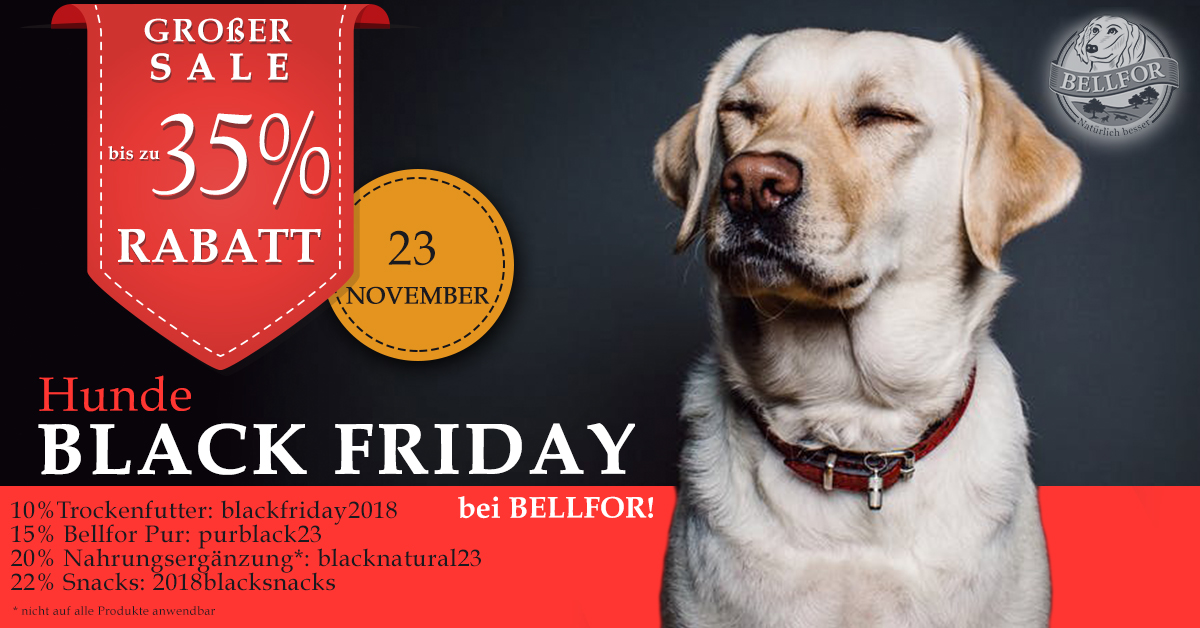 GROßER
SALE
bis zu 35%
RABATT
23
NOVEMBER
Hunde
BLACK FRIDAY
bei BELLFOR!
10%Trockenfutter: blackfriday2018
15% Bellfor Pur: purblack23
20% Nahrungsergänzung*: blacknatural23
22% Snacks: 2018blacksnacks
* nicht auf alle Produkte anwendbar
BELLFOR
Natürlich besser